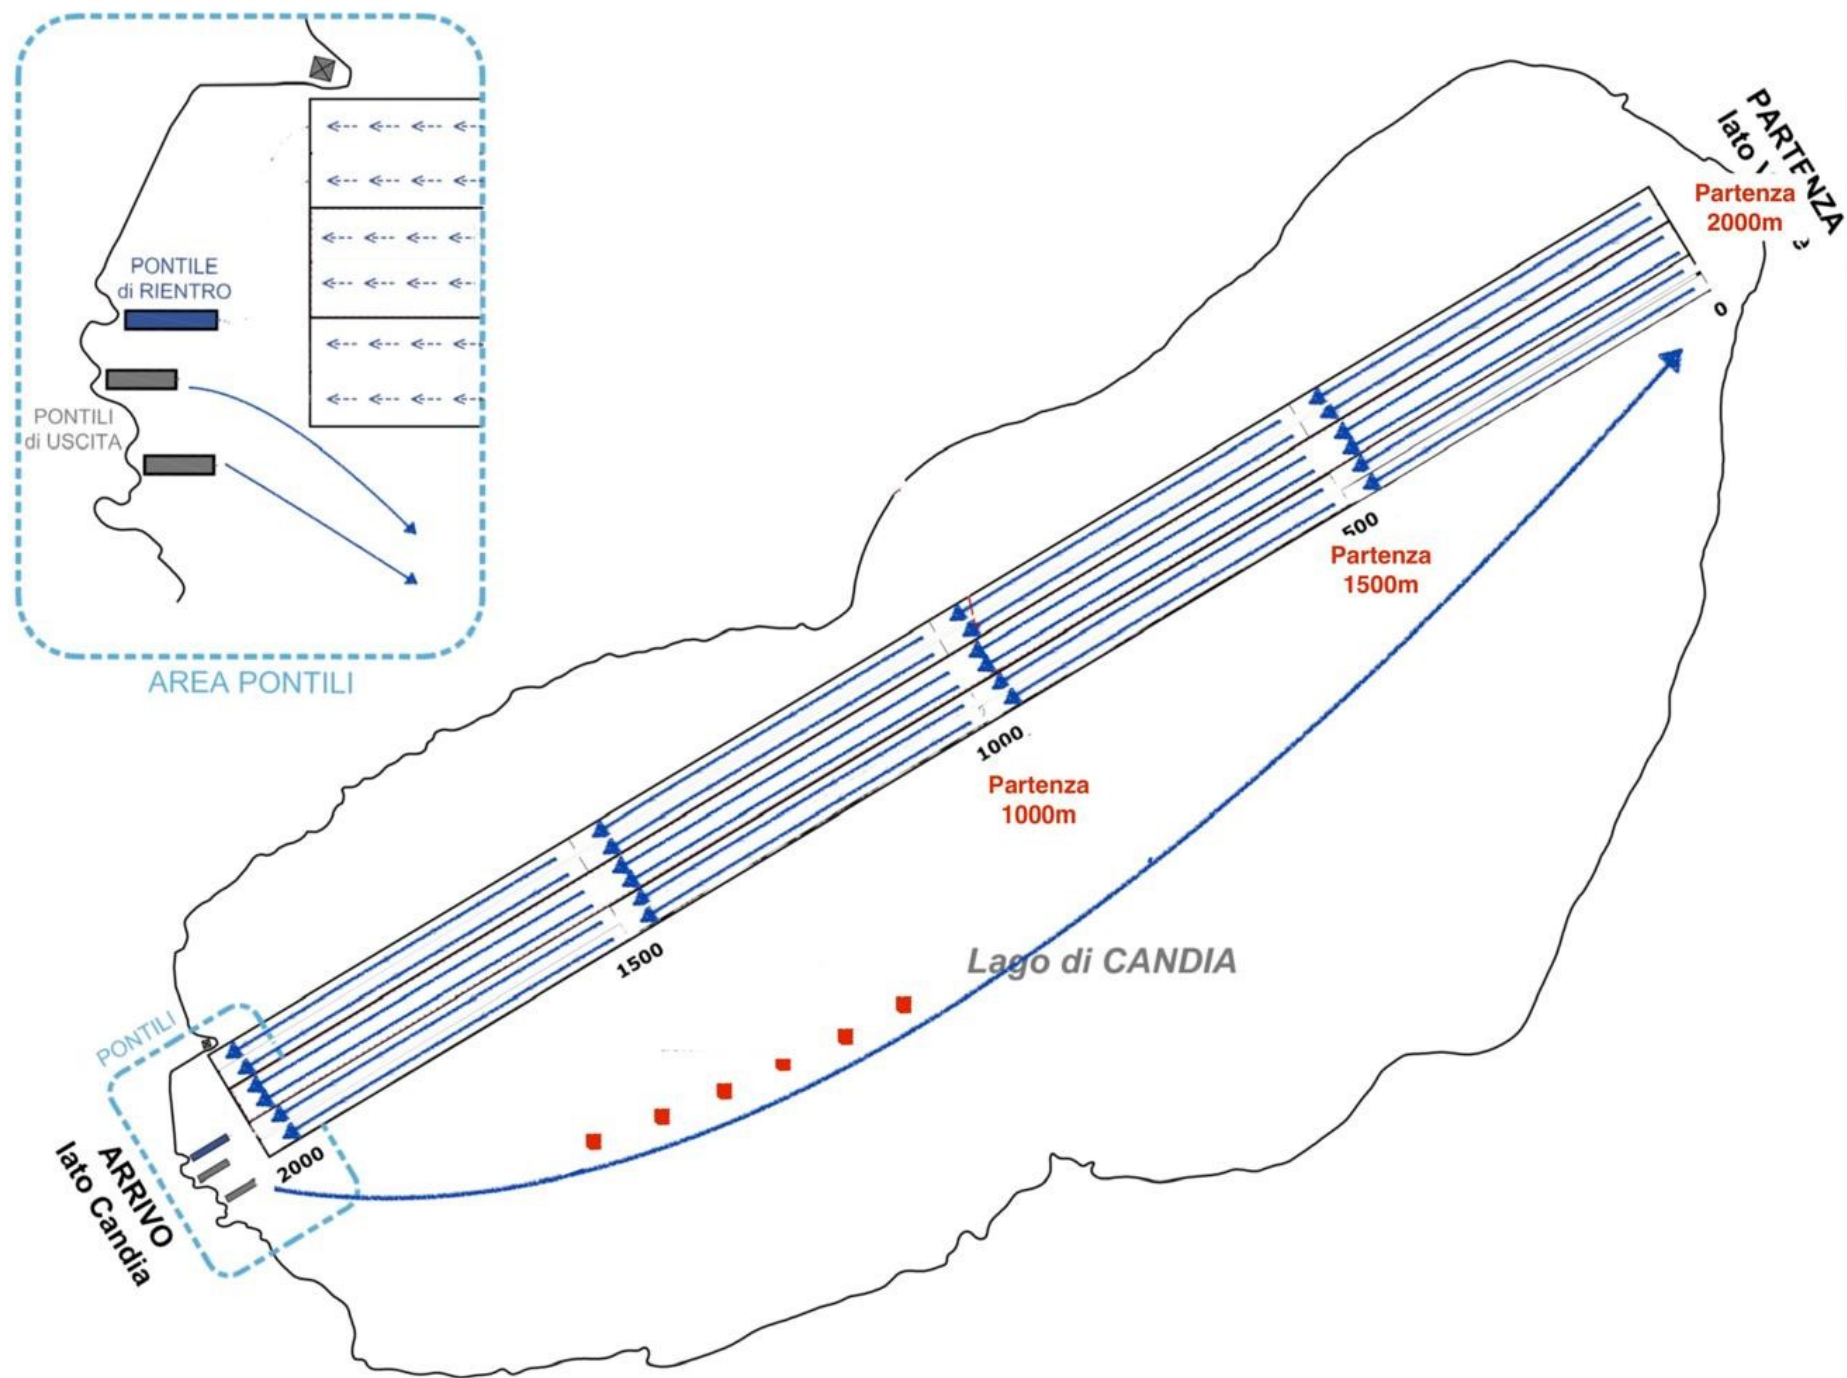 PONTILE
di RIENTRO
PONTILI
di USCITA
AREA PONTILI
PARTENZA
lato
Partenza
2000m
0
500
Partenza
1500m
1000
Partenza
1000m
1500
Lago di CANDIA
PONTILI
2000
ARRIVO
lato Candia